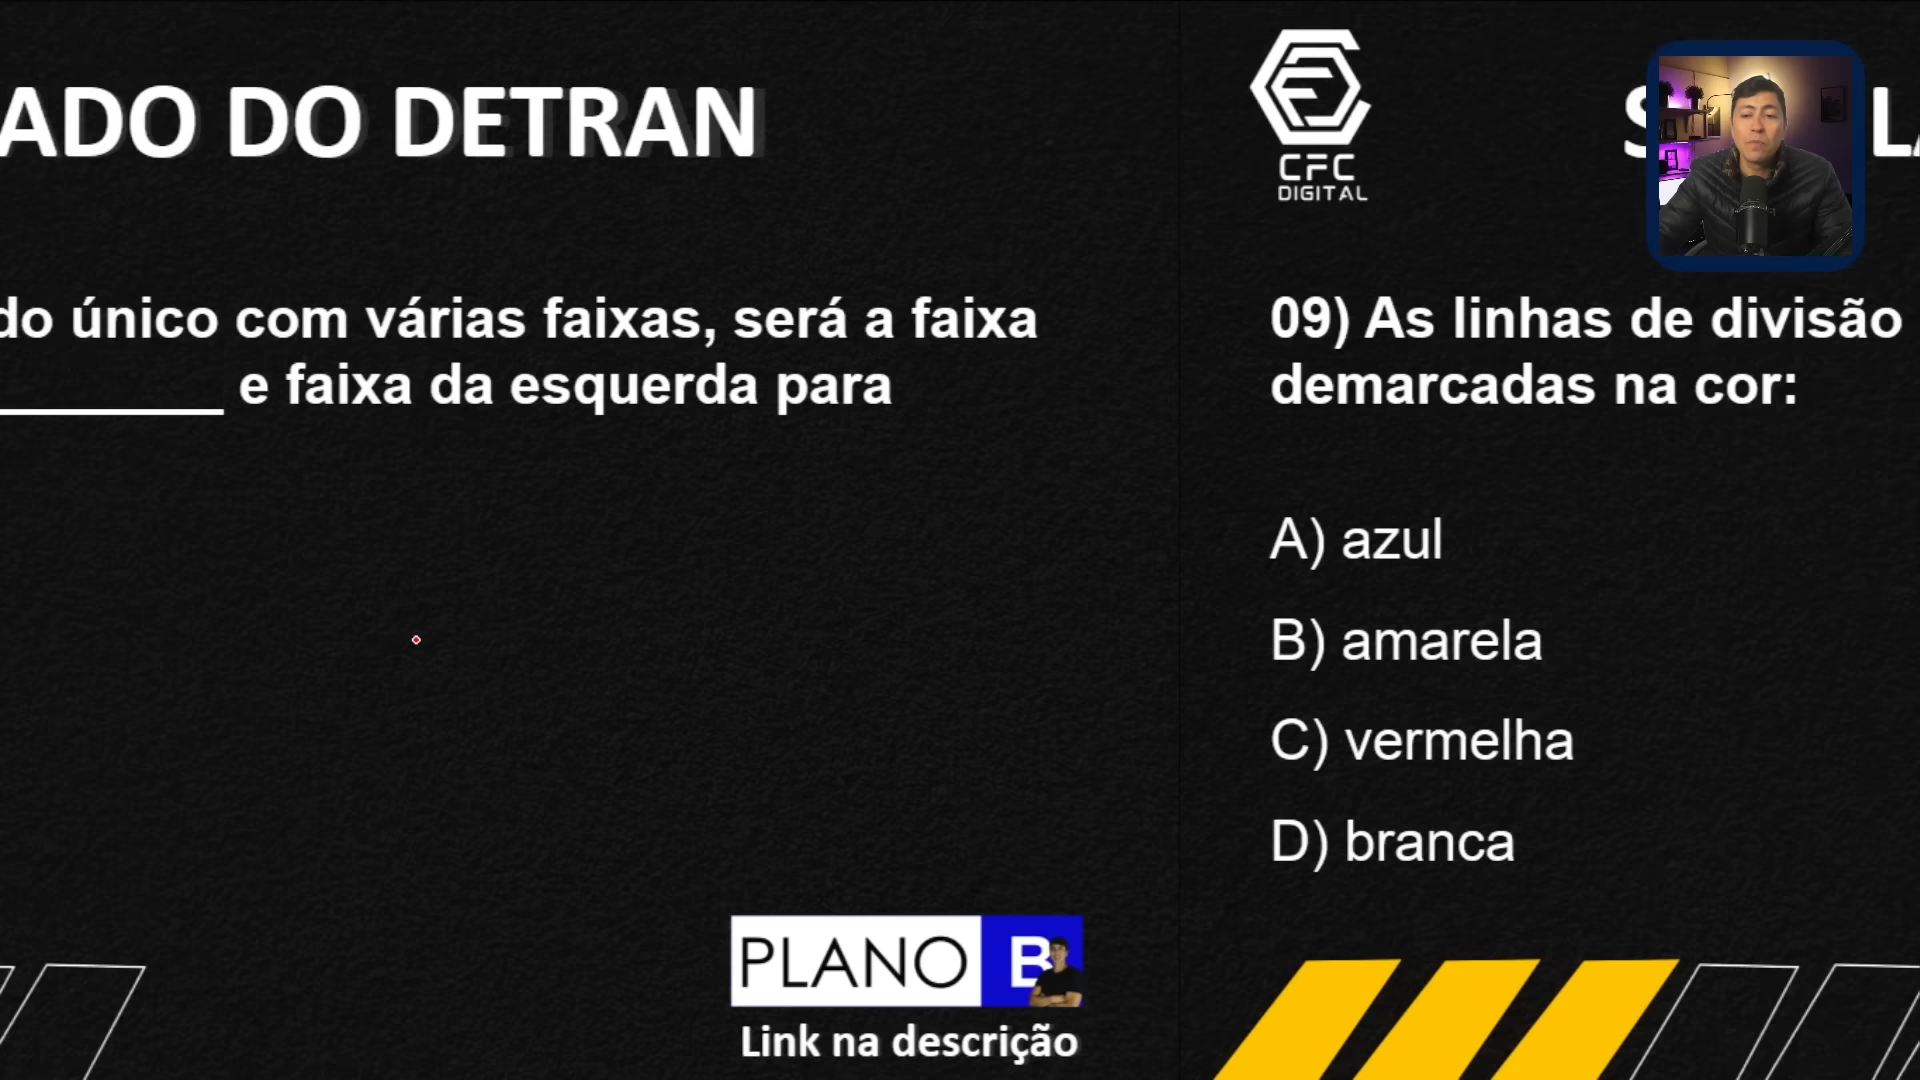 ADO DO DETRAN
do único com várias faixas, será a faixa
__________ e faixa da esquerda para
PLANO B
Link na descrição
CFC
DIGITAL
09) As linhas de divisão
demarcadas na cor:
A) azul
B) amarela
C) vermelha
D) branca